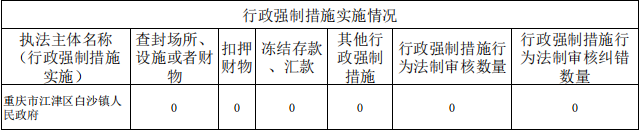 行政强制措施实施情况
执法主体名称
（行政强制措施
实施）
查封场所、
设施或者财
物
扣押
财物
冻结存款
、汇款
其他行
政强制
措施
行政强制措施行
为法制审核数量
行政强制措施行
为法制审核纠错
数量
重庆市江津区白沙镇人
民政府
0
0
0
0
0
0